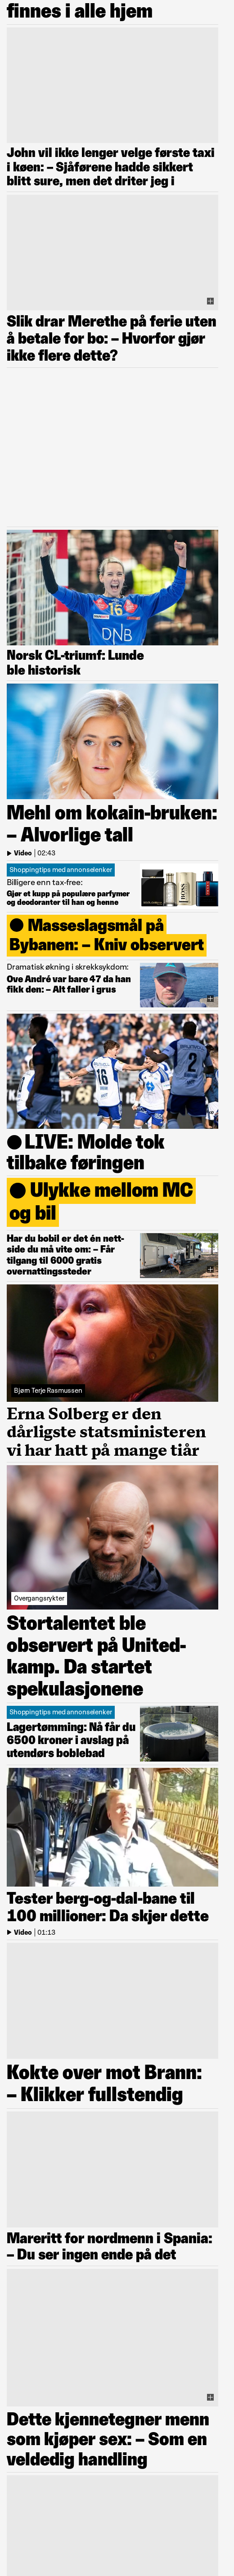 finnes i alle hjem
John vil ikke lenger velge første taxi
i køen: – Sjåførene hadde sikkert
blitt sure, men det driter jeg i
Slik drar Merethe på ferie uten
å betale for bo: – Hvorfor gjør
ikke flere dette?
16
DNB
Norsk CL-triumf: Lunde
ble historisk
Mehl om kokain-bruken:
– Alvorlige tall
Video | 02:43
Shoppingtips med annonselenker
Billigere enn tax-free:
Gjør et kupp på populære parfymer
og deodoranter til han og henne
BOSS
Masseslagsmål på
Bybanen: – Kniv observert
Dramatisk økning i skrekksykdom:
Ove André var bare 47 da han
fikk den: – Alt faller i grus
16
2
LIVE: Molde tok
tilbake føringen
Ulykke mellom MC
og bil
Har du bobil er det én nett-
side du må vite om: – Får
tilgang til 6000 gratis
overnattingssteder
Bjørn Terje Rasmussen
Erna Solberg er den
dårligste statsministeren
vi har hatt på mange tiår
Overgangsrykter
Stortalentet ble
observert på United-
kamp. Da startet
spekulasjonene
Shoppingtips med annonselenker
Lagertømming: Nå får du
6500 kroner i avslag på
utendørs boblebad
Tester berg-og-dal-bane til
100 millioner: Da skjer dette
Video | 01:13
Kokte over mot Brann:
– Klikker fullstendig
Mareritt for nordmenn i Spania:
– Du ser ingen ende på det
Dette kjennetegner menn
som kjøper sex: – Som en
veldedig handling